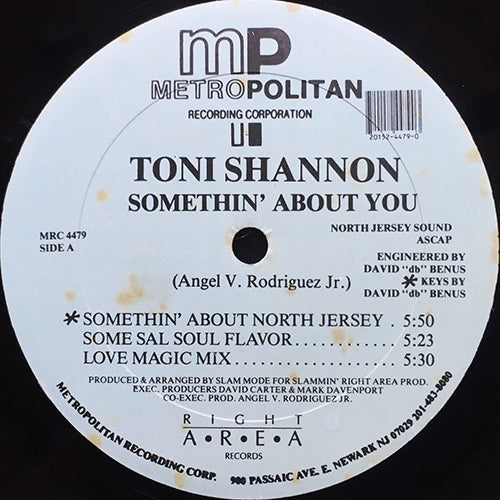 mp
METROPOLITAN
RECORDING CORPORATION
20132-4479-0
TONI SHANNON
SOMETHIN' ABOUT YOU
MRC 4479
SIDE A
NORTH JERSEY SOUND
ASCAP
ENGINEERED BY
DAVID "db" BENUS
* KEYS BY
DAVID "db" BENUS
(Angel V. Rodriguez Jr.)
* SOMETHIN' ABOUT NORTH JERSEY . 5:50
SOME SAL SOUL FLAVOR............ 5:23
LOVE MAGIC MIX..................... 5:30
PRODUCED & ARRANGED BY SLAM MODE FOR SLAMMIN' RIGHT AREA PROD.
EXEC. PRODUCERS DAVID CARTER & MARK DAVENPORT
CO-EXEC. PROD. ANGEL V. RODRIGUEZ JR.
RIGHT
A•R•E•A
RECORDS
METROPOLITAN RECORDING CORP. 900 PASSAIC AVE. E. NEWARK NJ 07029 201-483-8080